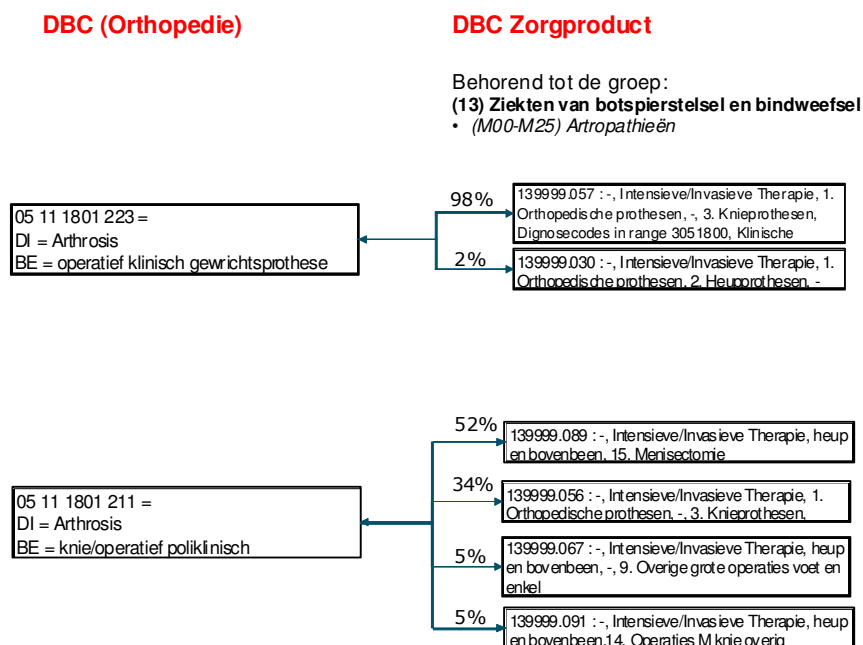 DBC (Orthopedie)
DBC Zorgproduct
Behorend tot de groep:
(13) Ziekten van botspierstelsel en bindweefsel
• (M00-M25) Artropathieën
05 11 1801 223 =
DI = Arthrosis
BE = operatief klinisch gewrichtsprothese
98%
139999.057 : -, Intensieve/Invasieve Therapie, 1.
Orthopedische prothesen, -, 3. Knieprothesen,
Dignosecodes in range 3051800, Klinische
2%
139999.030 : -, Intensieve/Invasieve Therapie, 1.
Orthopedische prothesen, 2. Heupprothesen, -
05 11 1801 211 =
DI = Arthrosis
BE = knie/operatief poliklinisch
52%
139999.089 : -, Intensieve/Invasieve Therapie, heup
en bovenbeen, 15. Menisectomie
34%
139999.056 : -, Intensieve/Invasieve Therapie, 1.
Orthopedische prothesen, -, 3. Knieprothesen,
5%
139999.067 : -, Intensieve/Invasieve Therapie, heup
en bovenbeen, -, 9. Overige grote operaties voet en
enkel
5%
139999.091 : -, Intensieve/Invasieve Therapie, heup
en bovenbeen,14. Operaties M knie overig